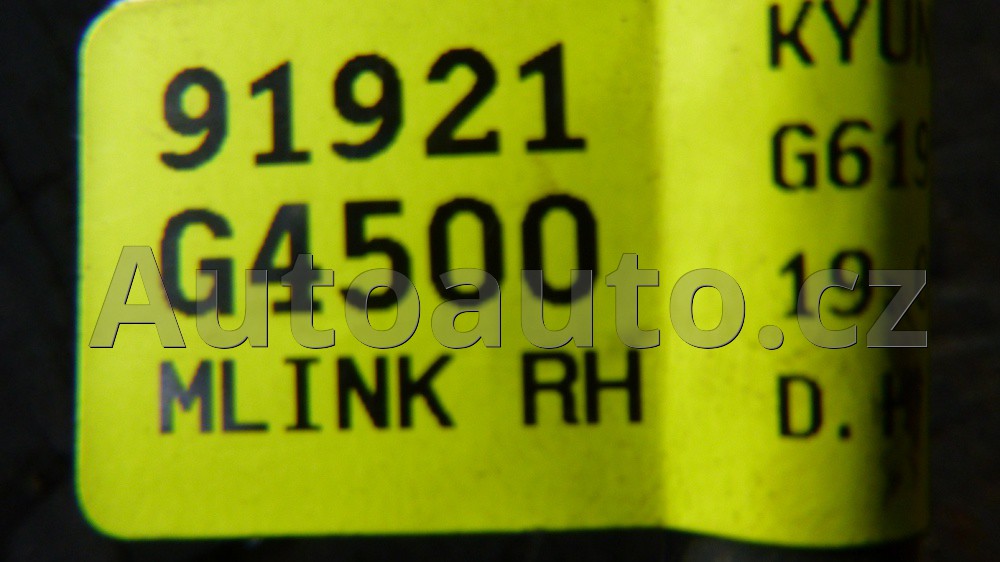 91921
G4500
MLINK RH
Autoauto.cz
D.